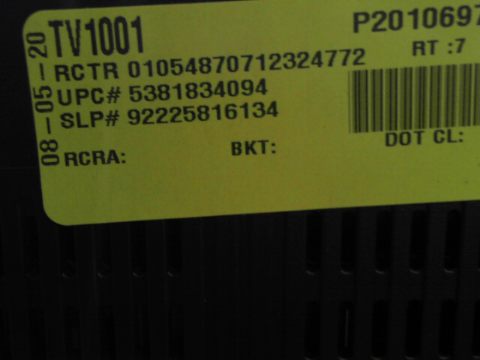 08-05-20
TV1001
P2010697
RCTR 01054870712324772
RT :7
UPC# 5381834094
SLP# 92225816134
RCRA:
BKT:
DOT CL: